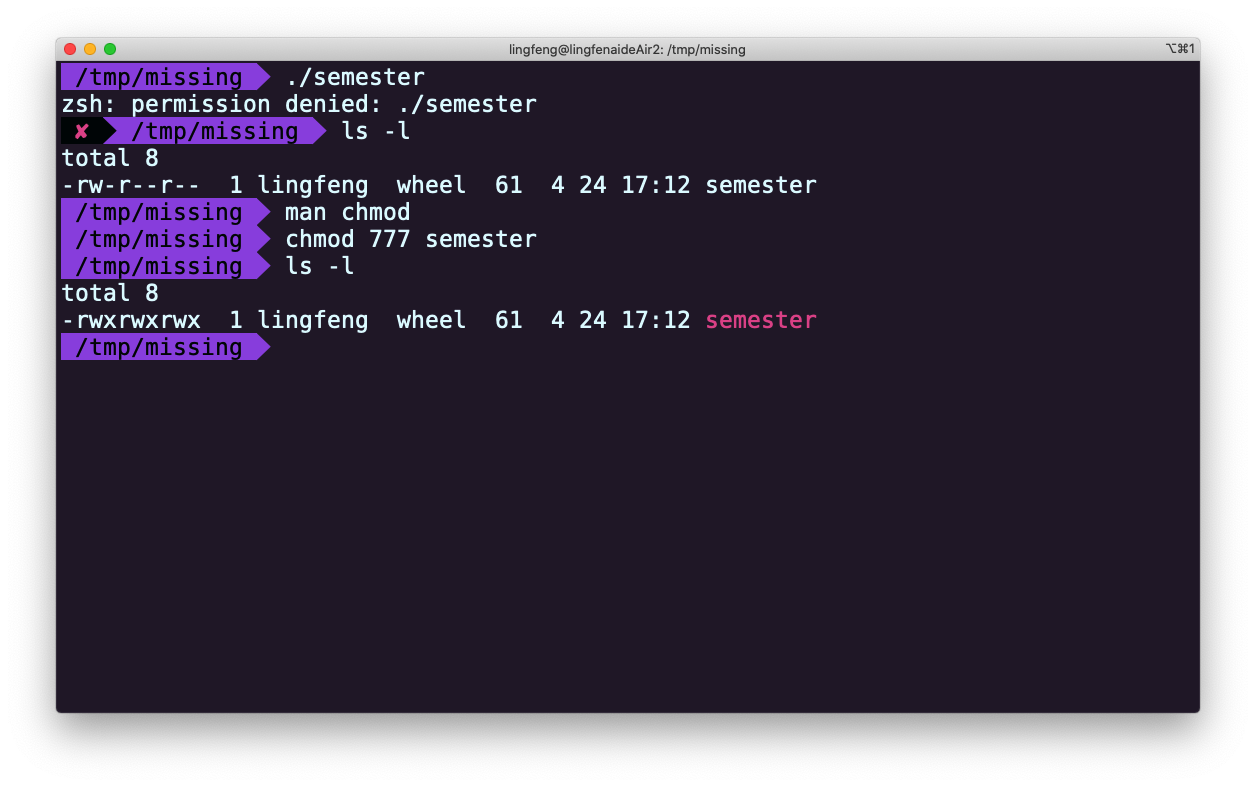 lingfeng@lingfenaideAir2: /tmp/missing ⌥⌘1
/tmp/missing ./semester
zsh: permission denied: ./semester
✘ /tmp/missing ls -l
total 8
-rw-r--r--  1 lingfeng  wheel  61  4 24 17:12 semester
/tmp/missing man chmod
/tmp/missing chmod 777 semester
/tmp/missing ls -l
total 8
-rwxrwxrwx  1 lingfeng  wheel  61  4 24 17:12 semester
/tmp/missing